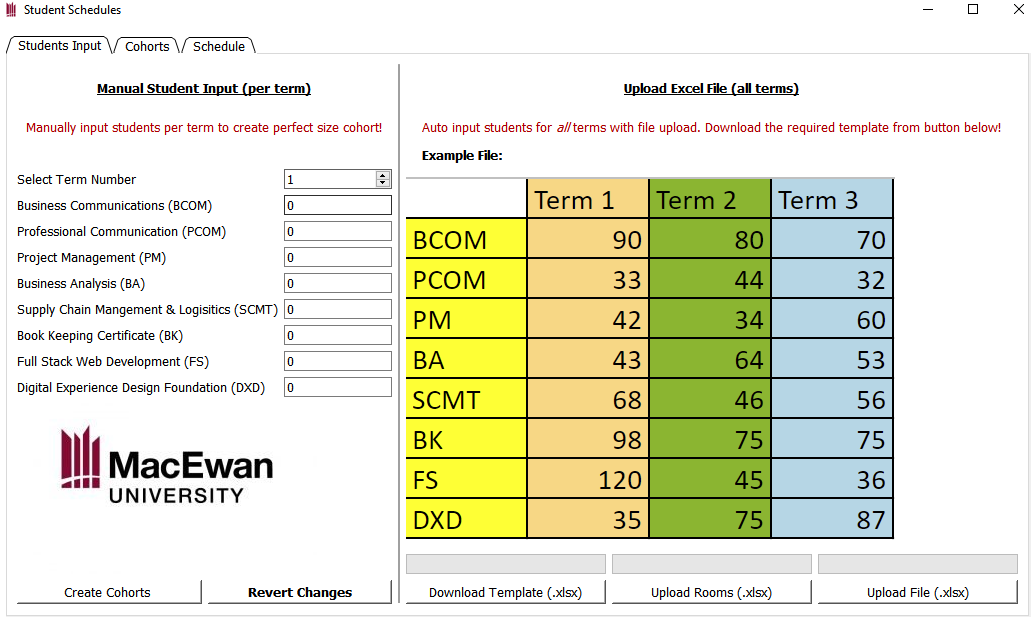 Student Schedules
Students Input
Cohorts
Schedule
Manual Student Input (per term)
Manually input students per term to create perfect size cohort!
Select Term Number 1
Business Communications (BCOM) 0
Professional Communication (PCOM) 0
Project Management (PM) 0
Business Analysis (BA) 0
Supply Chain Mangement & Logisitics (SCMT) 0
Book Keeping Certificate (BK) 0
Full Stack Web Development (FS) 0
Digital Experience Design Foundation (DXD) 0
MacEwan
UNIVERSITY
Create Cohorts
Revert Changes
Upload Excel File (all terms)
Auto input students for all terms with file upload. Download the required template from button below!
Example File:
Term 1 Term 2 Term 3
BCOM 90 80 70
PCOM 33 44 32
PM 42 34 60
BA 43 64 53
SCMT 68 46 56
BK 98 75 75
FS 120 45 36
DXD 35 75 87
Download Template (.xlsx)
Upload Rooms (.xlsx)
Upload File (.xlsx)